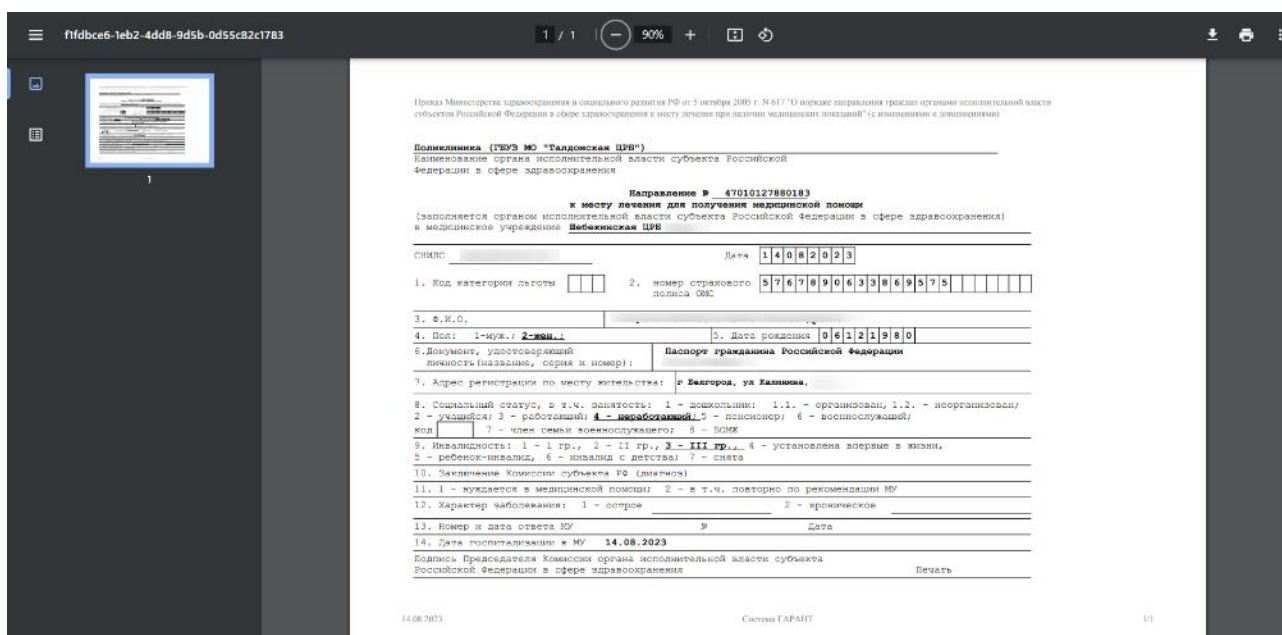 f1fdbce6-1eb2-4dd8-9d5b-0d55c82c1783
1 / 1
90%
1
Приказ Министерства здравоохранения и социального развития РФ от 5 октября 2005 г. N 617 "О порядке направления граждан органами исполнительной власти
субъектов Российской Федерации в сфере здравоохранения к месту лечения при наличии медицинских показаний" (с изменениями и дополнениями)
Поликлиника (ГБУЗ МО "Талдомская ЦРБ")
Наименование органа исполнительной власти субъекта Российской
Федерации в сфере здравоохранения
Направление № 47010127880183
к месту лечения для получения медицинской помощи
(заполняется органом исполнительной власти субъекта Российской Федерации в сфере здравоохранения)
в медицинское учреждение Шебекинская ЦРБ
СНИЛС Дата 14082023
1. Код категории льготы 2. номер страхового 5767890633869575
полиса ОМС
3. Ф.И.О.
4. Пол: 1-муж.; 2-жен.; 5. Дата рождения 06121980
6.Документ, удостоверяющий Паспорт гражданина Российской Федерации
личность(название, серия и номер):
7. Адрес регистрации по месту жительства: г Белгород, ул Калинина,
8. Социальный статус, в т.ч. занятость: 1 - дошкольник: 1.1. - организован, 1.2. - неорганизован;
2 - учащийся; 3 - работающий; 4 - неработающий; 5 - пенсионер; 6 - военнослужащий;
код 7 - член семьи военнослужащего; 8 - БОМЖ
9. Инвалидность: 1 - 1 гр., 2 - II гр., 3 - III гр., 4 - установлена впервые в жизни,
5 - ребенок-инвалид, 6 - инвалид с детства; 7 - снята
10. Заключение Комиссии субъекта РФ (диагноз)
11. 1 - нуждается в медицинской помощи; 2 - в т.ч. повторно по рекомендации МУ
12. Характер заболевания: 1 - острое 2 - хроническое
13. Номер и дата ответа МУ № Дата
14. Дата госпитализации в МУ 14.08.2023
Подпись Председателя Комиссии органа исполнительной власти субъекта
Российской Федерации в сфере здравоохранения Печать
14.08.2023 Система ГАРАНТ 1/1